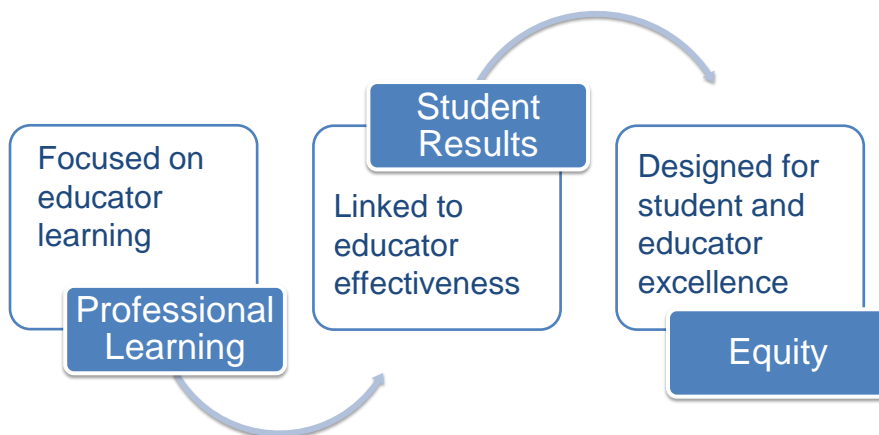 Focused on
educator
learning
Professional
Learning
Student
Results
Linked to
educator
effectiveness
Designed for
student and
educator
excellence
Equity